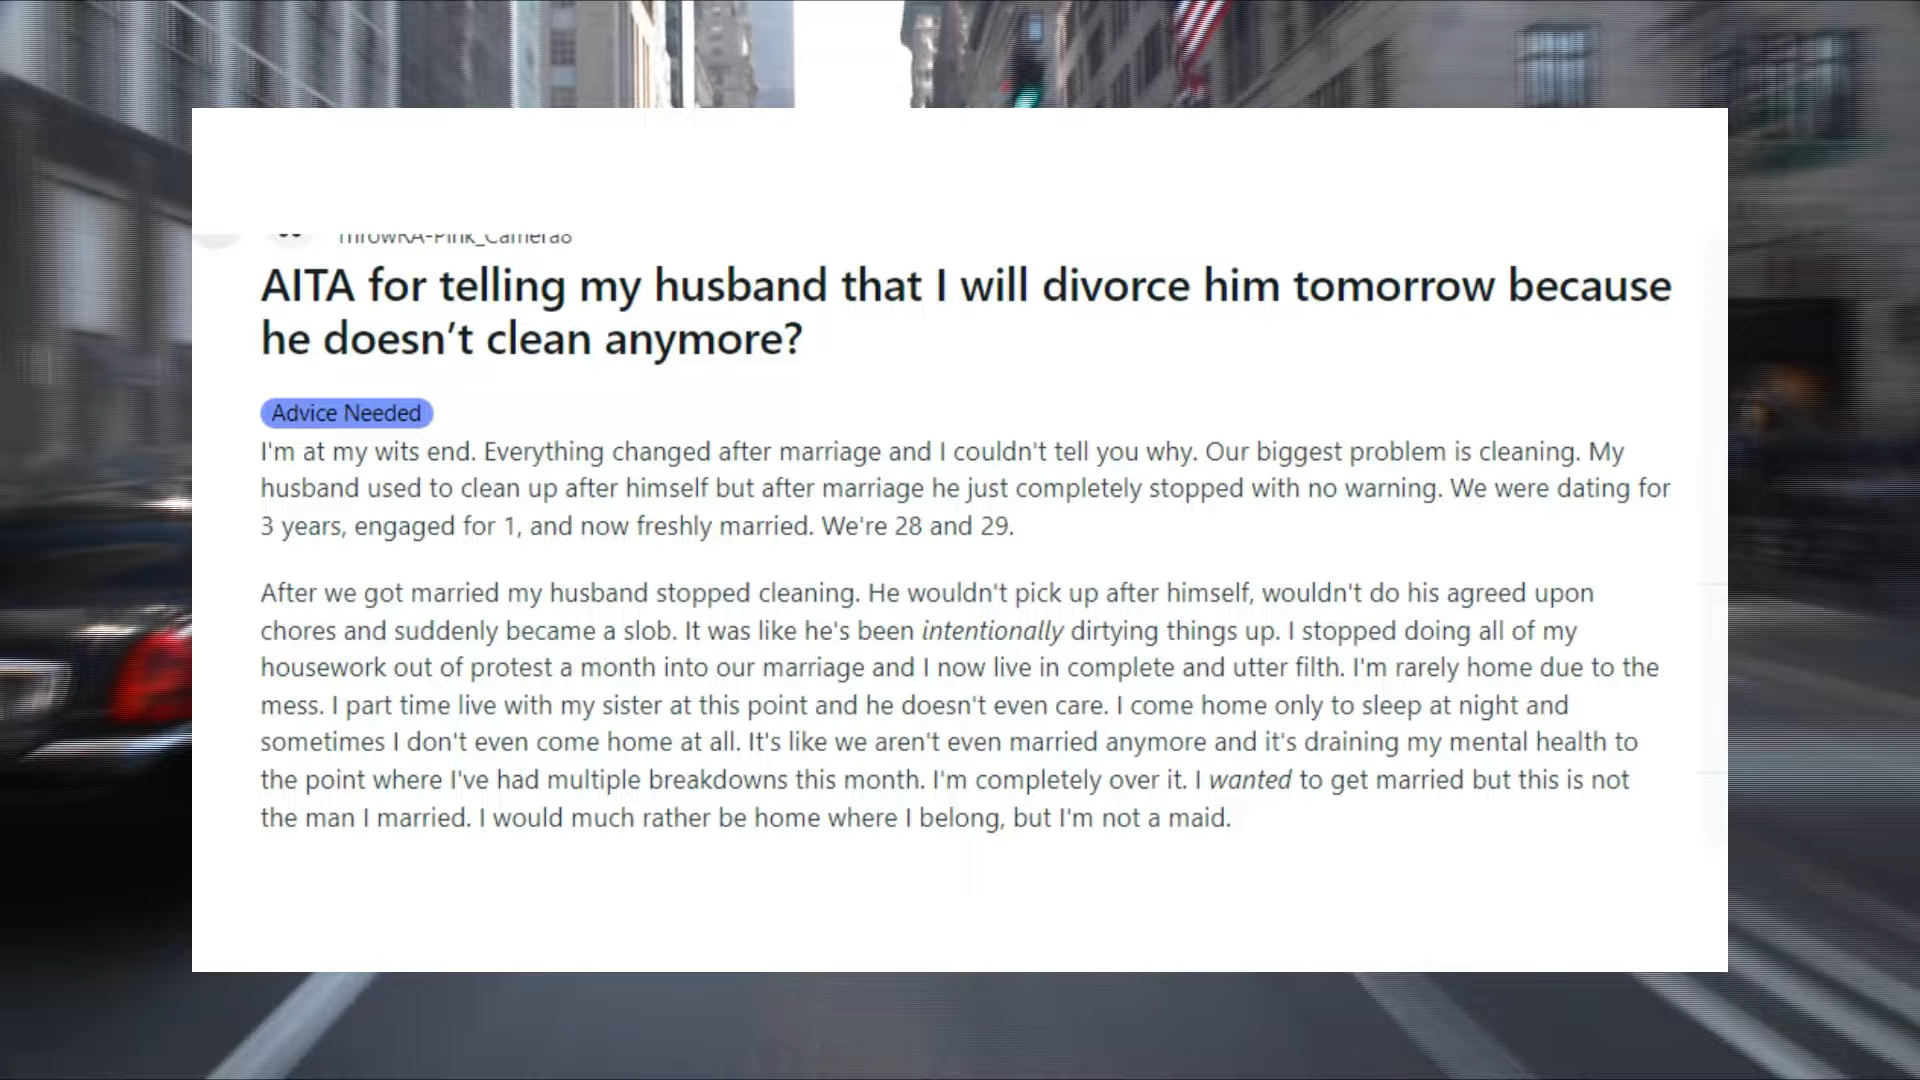 ThrowRA-Pink_Camera8
AITA for telling my husband that I will divorce him tomorrow because
he doesn’t clean anymore?
Advice Needed
I'm at my wits end. Everything changed after marriage and I couldn't tell you why. Our biggest problem is cleaning. My
husband used to clean up after himself but after marriage he just completely stopped with no warning. We were dating for
3 years, engaged for 1, and now freshly married. We're 28 and 29.
After we got married my husband stopped cleaning. He wouldn't pick up after himself, wouldn't do his agreed upon
chores and suddenly became a slob. It was like he's been intentionally dirtying things up. I stopped doing all of my
housework out of protest a month into our marriage and I now live in complete and utter filth. I'm rarely home due to the
mess. I part time live with my sister at this point and he doesn't even care. I come home only to sleep at night and
sometimes I don't even come home at all. It's like we aren't even married anymore and it's draining my mental health to
the point where I've had multiple breakdowns this month. I'm completely over it. I wanted to get married but this is not
the man I married. I would much rather be home where I belong, but I'm not a maid.